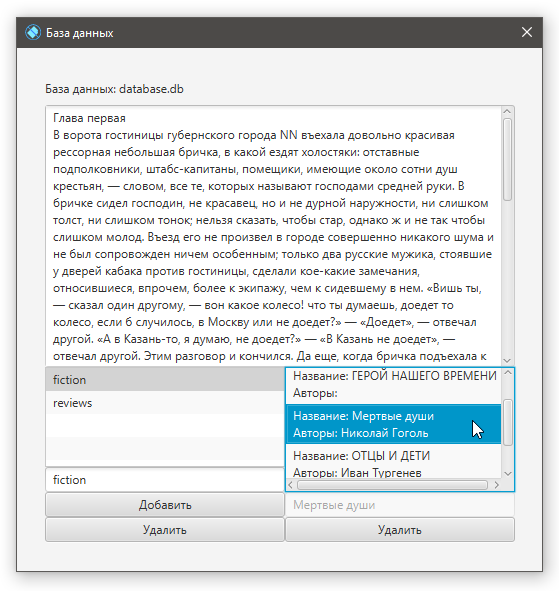 База данных
База данных: database.db
Глава первая
В ворота гостиницы губернского города NN въехала довольно красивая
рессорная небольшая бричка, в какой ездят холостяки: отставные
подполковники, штабс-капитаны, помещики, имеющие около сотни душ
крестьян, — словом, все те, которых называют господами средней руки. В
бричке сидел господин, не красавец, но и не дурной наружности, ни слишком
толст, ни слишком тонок; нельзя сказать, чтобы стар, однако ж и не так чтобы
слишком молод. Въезд его не произвел в городе совершенно никакого шума и
не был сопровожден ничем особенным; только два русские мужика, стоявшие
у дверей кабака против гостиницы, сделали кое-какие замечания,
относившиеся, впрочем, более к экипажу, чем к сидевшему в нем. «Вишь ты,
— сказал один другому, — вон какое колесо! что ты думаешь, доедет то
колесо, если б случилось, в Москву или не доедет?» — «Доедет», — отвечал
другой. «А в Казань-то, я думаю, не доедет?» — «В Казань не доедет», —
отвечал другой. Этим разговор и кончился. Да еще, когда бричка подъехала к
fiction
reviews
Название: ГЕРОЙ НАШЕГО ВРЕМЕНИ
Авторы:
Название: Мертвые души
Авторы: Николай Гоголь
Название: ОТЦЫ И ДЕТИ
Авторы: Иван Тургенев
fiction
Добавить
Мертвые души
Удалить
Удалить